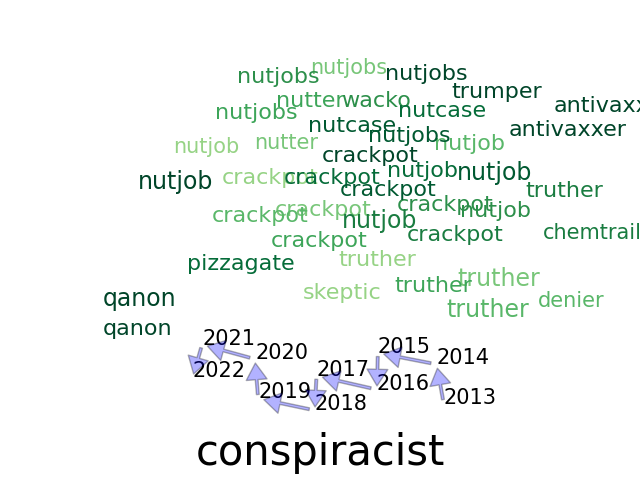 nutjobs
nutjobs
nutjobs
trumper
nutter
wacko
nutjobs
nutcase
antivaxx
nutcase
nutjobs
antivaxxer
nutjob
nutter
nutjob
crackpot
nutjob
nutjob
nutjob
crackpot
crackpot
crackpot
truther
crackpot
crackpot
crackpot
nutjob
nutjob
crackpot
crackpot
chemtrail
pizzagate
truther
truther
truther
skeptic
qanon
denier
truther
qanon
2021
2015
2020
2014
2022
2017
2016
2019
2018
2013
conspiracist